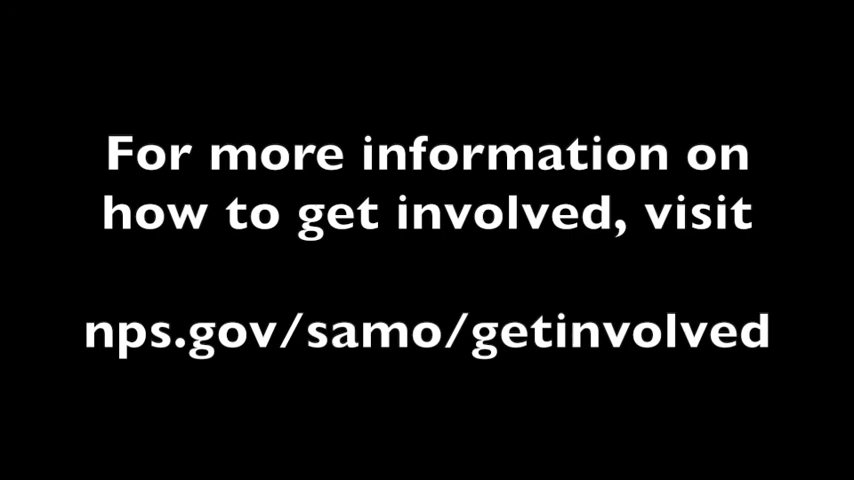 For more information on
how to get involved, visit
nps.gov/samo/getinvolved